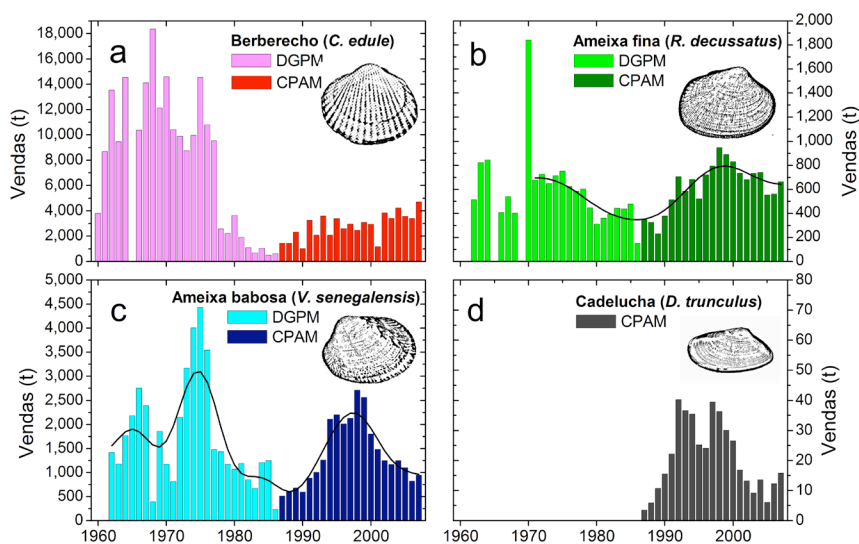 18,000
16,000
14,000
12,000
10,000
8,000
6,000
4,000
2,000
0
Vendas (t)
a
Berberecho (C. edule)
DGPM
CPAM
b
Ameixa fina (R. decussatus)
DGPM
CPAM
2,000
1,800
1,600
1,400
1,200
1,000
800
600
400
200
0
Vendas (t)
5,000
4,500
4,000
3,500
3,000
2,500
2,000
1,500
1,000
500
0
Vendas (t)
c
Ameixa babosa (V. senegalensis)
DGPM
CPAM
1960 1970 1980 1990 2000
d
Cadelucha (D. trunculus)
CPAM
80
70
60
50
40
30
20
10
0
Vendas (t)
1960 1970 1980 1990 2000